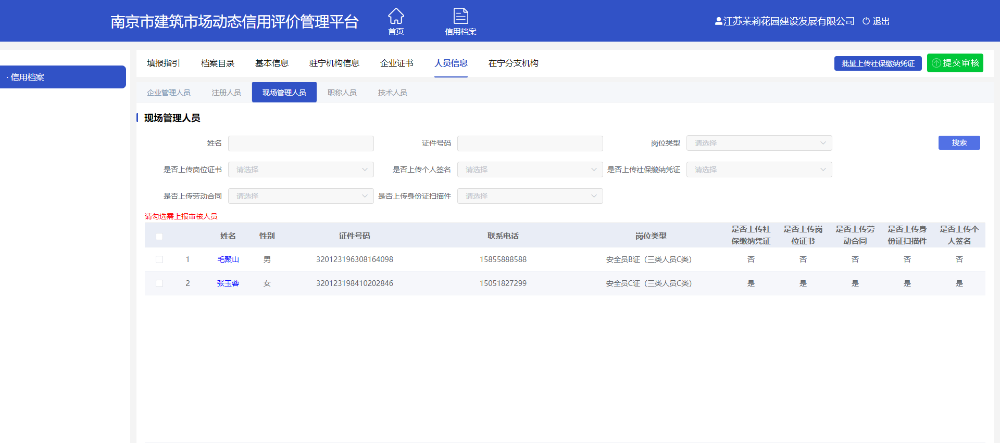 南京市建筑市场动态信用评价管理平台
首页
信用档案
江苏茉莉花园建设发展有限公司
退出
· 信用档案
填报指引 档案目录 基本信息 驻宁机构信息 企业证书 人员信息 在宁分支机构
批量上传社保缴纳凭证
提交审核
企业管理人员 注册人员 现场管理人员 职称人员 技术人员
现场管理人员
姓名 证件号码 岗位类型 请选择 搜索
是否上传岗位证书 请选择 是否上传个人签名 请选择 是否上传社保缴纳凭证 请选择
是否上传劳动合同 请选择 是否上传身份证扫描件 请选择
请勾选需上报审核人员
姓名 性别 证件号码 联系电话 岗位类型 是否上传社保缴纳凭证 是否上传岗位证书 是否上传劳动合同 是否上传身份证扫描件 是否上传个人签名
1 毛聚山 男 320123196308164098 15855888588 安全员B证（三类人员C类） 否 否 否 否 否
2 张玉蓉 女 320123198410202846 15051827299 安全员C证（三类人员C类） 是 是 是 是 是